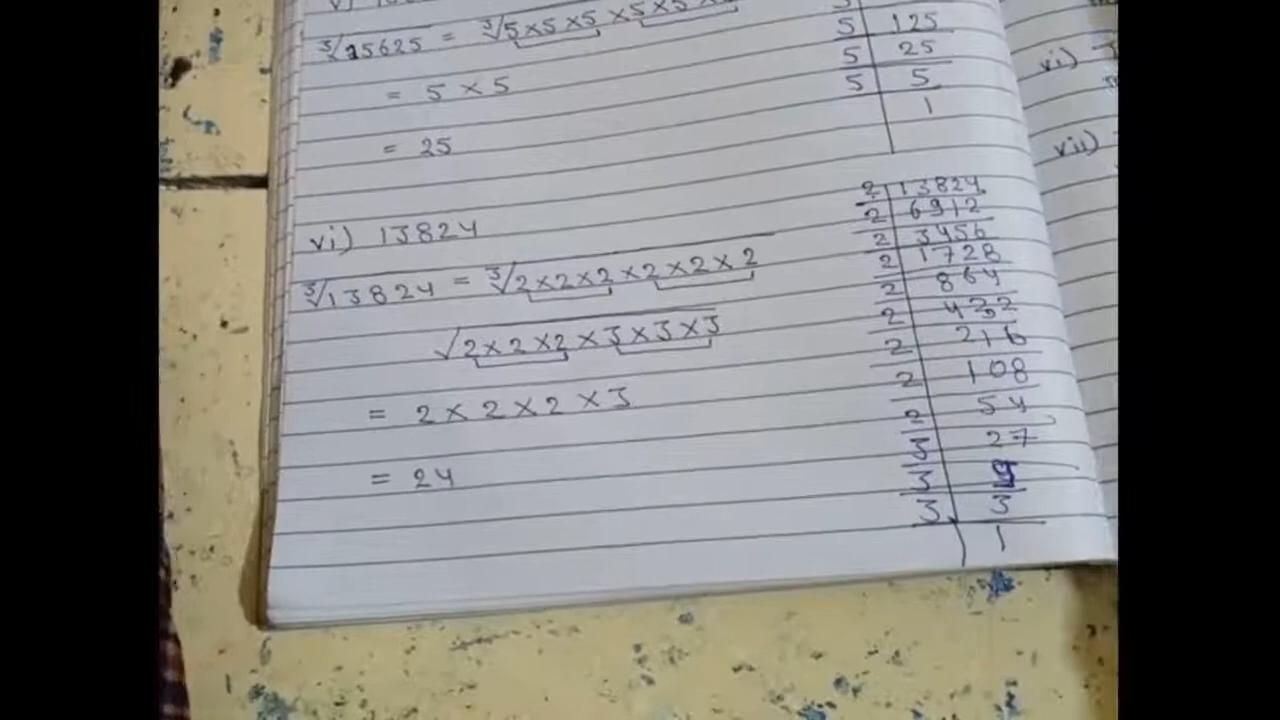 ∛15625 = ∛5×5×5 × 5×5×
= 5 × 5
= 25
5 | 125
5 | 25
5 | 5
1
vi) 13824
∛13824 = ∛2×2×2 × 2×2×2
√2×2×2 × 3×3×3
= 2 × 2 × 2 × 3
= 24
2 | 13824
2 | 6912
2 | 3456
2 | 1728
2 | 864
2 | 432
2 | 216
2 | 108
2 | 54
3 | 27
3 | 9
3 | 3
1
vi)
vii)